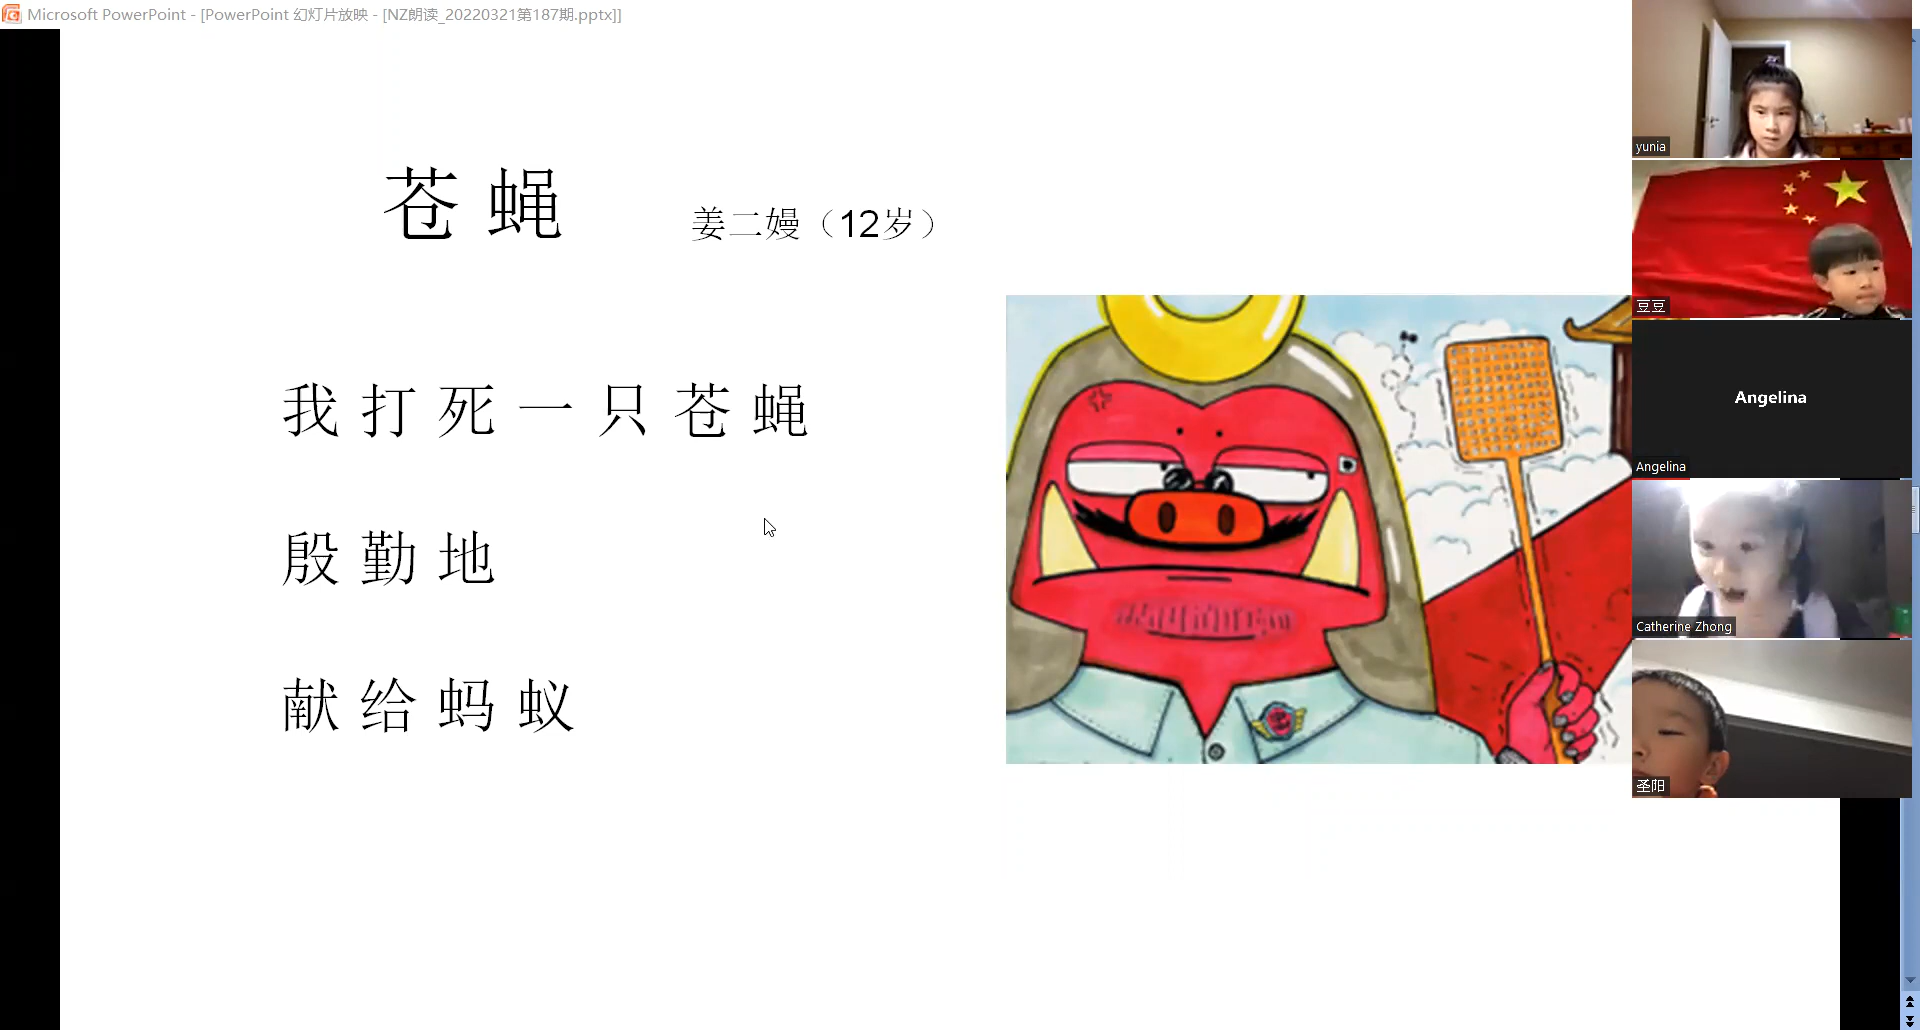 Microsoft PowerPoint - [PowerPoint 幻灯片放映 - [NZ朗读_20220321第187期.pptx]]
苍蝇
姜二嫚（12岁）
我打死一只苍蝇
殷勤地
献给蚂蚁
yunia
豆豆
Angelina
Angelina
Catherine Zhong
圣阳